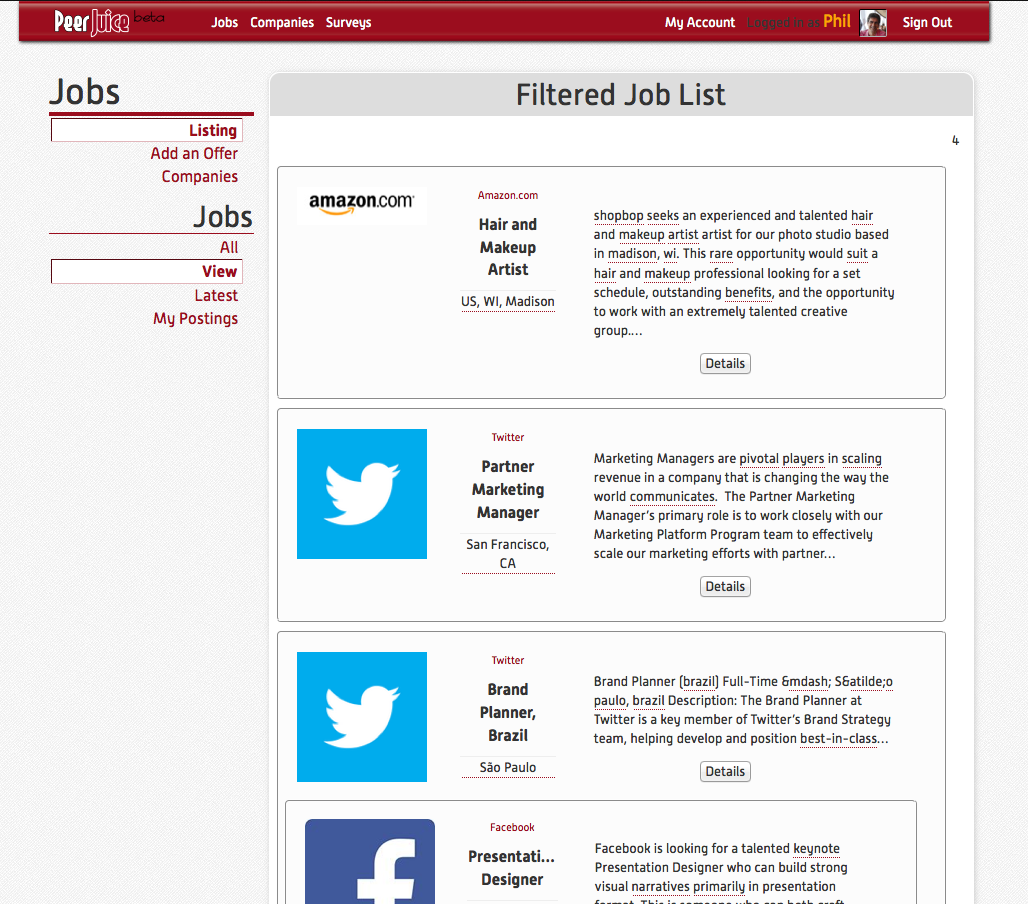 PeerJuice beta
Jobs Companies Surveys
My Account Logged in as Phil Sign Out
Jobs
Listing
Add an Offer
Companies
Jobs
All
View
Latest
My Postings
Filtered Job List
4
amazon.com
Amazon.com
Hair and
Makeup
Artist
US, WI, Madison
shopbop seeks an experienced and talented hair
and makeup artist artist for our photo studio based
in madison, wi. This rare opportunity would suit a
hair and makeup professional looking for a set
schedule, outstanding benefits, and the opportunity
to work with an extremely talented creative
group.…
Details
Twitter
Partner
Marketing
Manager
San Francisco,
CA
Marketing Managers are pivotal players in scaling
revenue in a company that is changing the way the
world communicates.  The Partner Marketing
Manager’s primary role is to work closely with our
Marketing Platform Program team to effectively
scale our marketing efforts with partner…
Details
Twitter
Brand
Planner,
Brazil
São Paulo
Brand Planner (brazil) Full-Time &mdash; S&atilde;o
paulo, brazil Description: The Brand Planner at
Twitter is a key member of Twitter’s Brand Strategy
team, helping develop and position best-in-class…
Details
f
Facebook
Presentati...
Designer
Facebook is looking for a talented keynote
Presentation Designer who can build strong
visual narratives primarily in presentation
format. This is someone who can both craft